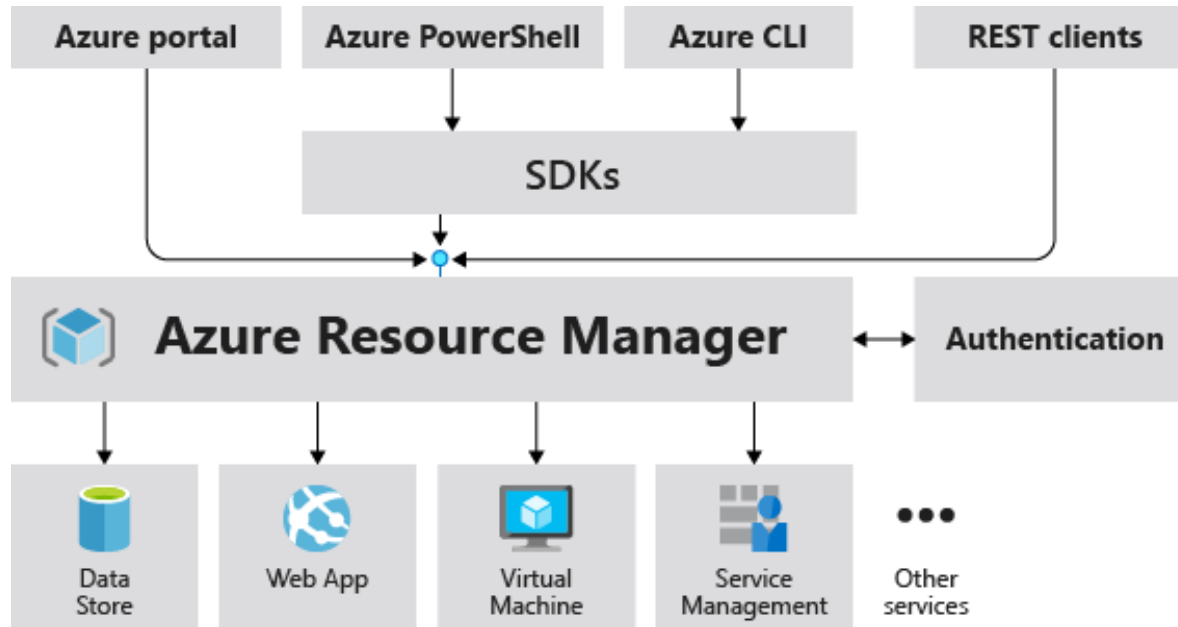 Azure portal
Azure PowerShell
Azure CLI
REST clients
SDKs
Azure Resource Manager
Authentication
Data
Store
Web App
Virtual
Machine
Service
Management
Other
services